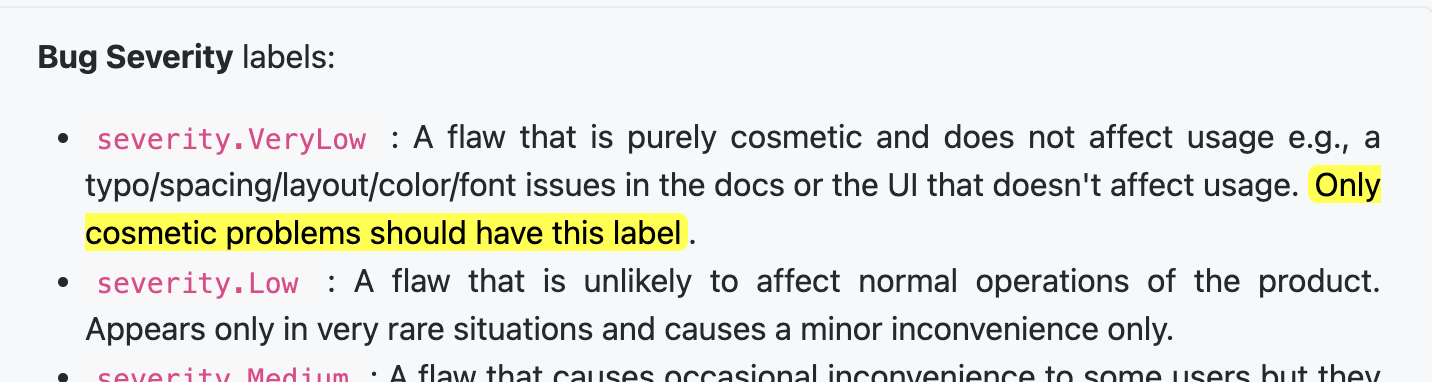 Bug Severity labels:
• severity.VeryLow : A flaw that is purely cosmetic and does not affect usage e.g., a
typo/spacing/layout/color/font issues in the docs or the UI that doesn't affect usage. Only
cosmetic problems should have this label.
• severity.Low : A flaw that is unlikely to affect normal operations of the product.
Appears only in very rare situations and causes a minor inconvenience only.
• severity.Medium : A flaw that causes occasional inconvenience to some users but they